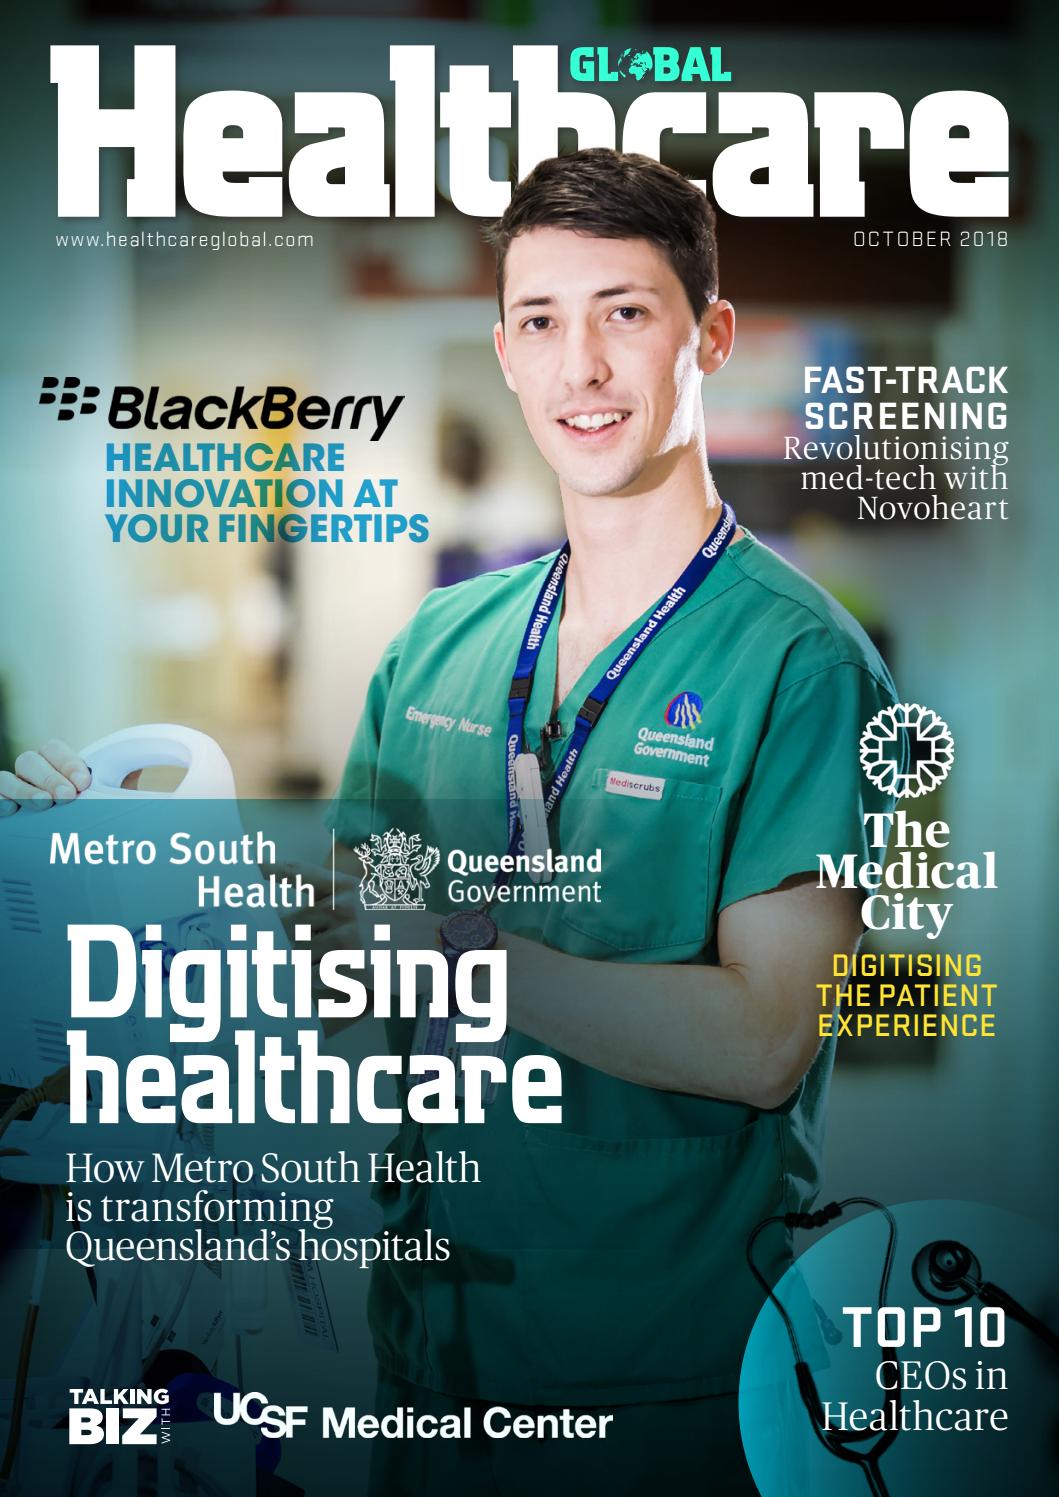 GLOBAL
Healthcare
www.healthcareglobal.com
OCTOBER 2018
BlackBerry
HEALTHCARE
INNOVATION AT
YOUR FINGERTIPS
FAST-TRACK
SCREENING
Revolutionising
med-tech with
Novoheart
Queensland Health
Queensland Health
Queensland
Emergency Nurse
Queensland
Government
Mediscrubs
Metro South
Health
Queensland
Government
Digitising
healthcare
How Metro South Health
is transforming
Queensland's hospitals
The
Medical
City
DIGITISING
THE PATIENT
EXPERIENCE
TOP 10
CEOs in
Healthcare
TALKING
BIZ WITH
UCSF Medical Center